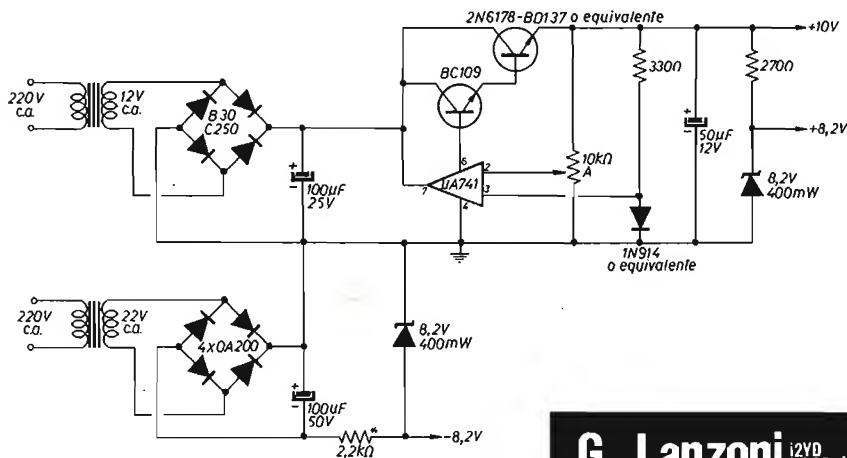 2N6178-BD137 o equivalente
+10V
220V
c.a.
12V
c.a.
B30
C250
BC109
330Ω
270Ω
+
-
50µF
12V
+8,2V
+
-
100µF
25V
6
7
µA741
2
3
4
10kΩ
A
8,2V
400mW
1N914
o equivalente
220V
c.a.
22V
c.a.
4xOA200
8,2V
400mW
+
-
100µF
50V
2,2kΩ
*
-8,2V
G. Lanzoni i2YD